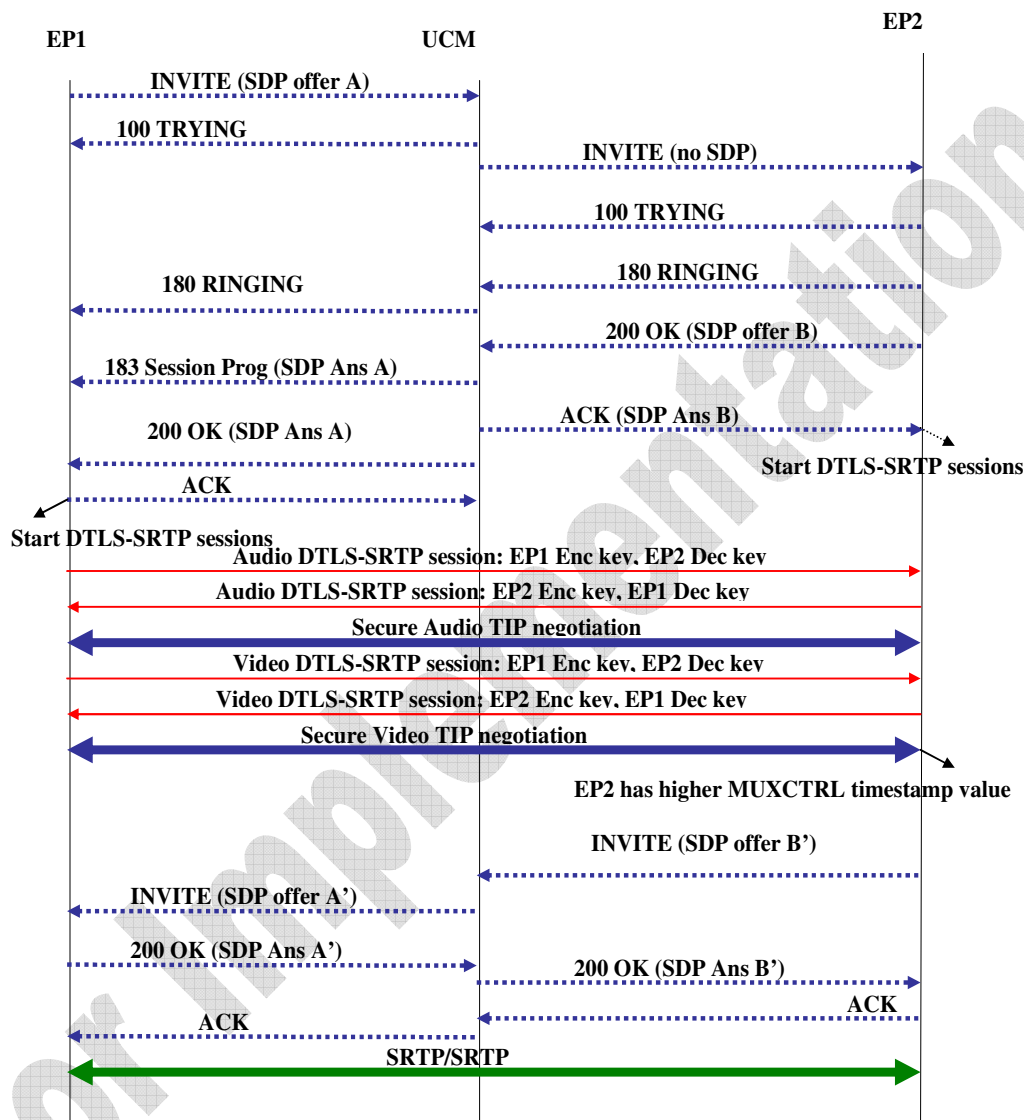 EP1
UCM
EP2
INVITE (SDP offer A)
100 TRYING
INVITE (no SDP)
100 TRYING
180 RINGING
180 RINGING
200 OK (SDP offer B)
183 Session Prog (SDP Ans A)
ACK (SDP Ans B)
200 OK (SDP Ans A)
Start DTLS-SRTP sessions
ACK
Start DTLS-SRTP sessions
Audio DTLS-SRTP session: EP1 Enc key, EP2 Dec key
Audio DTLS-SRTP session: EP2 Enc key, EP1 Dec key
Secure Audio TIP negotiation
Video DTLS-SRTP session: EP1 Enc key, EP2 Dec key
Video DTLS-SRTP session: EP2 Enc key, EP1 Dec key
Secure Video TIP negotiation
EP2 has higher MUXCTRL timestamp value
INVITE (SDP offer B’)
INVITE (SDP offer A’)
200 OK (SDP Ans A’)
200 OK (SDP Ans B’)
ACK
ACK
SRTP/SRTP
or Implementation